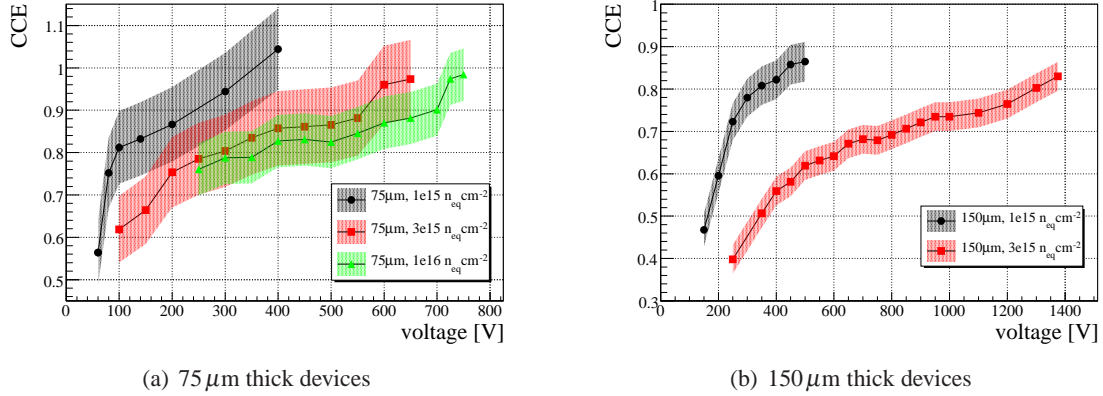 CCE
1.1
1
0.9
0.8
0.7
0.6
0.5
0 100 200 300 400 500 600 700 800
voltage [V]
75μm, 1e15 n_eq cm^-2
75μm, 3e15 n_eq cm^-2
75μm, 1e16 n_eq cm^-2
(a) 75 μm thick devices
CCE
1
0.9
0.8
0.7
0.6
0.5
0.4
0.3
0 200 400 600 800 1000 1200 1400
voltage [V]
150μm, 1e15 n_eq cm^-2
150μm, 3e15 n_eq cm^-2
(b) 150 μm thick devices